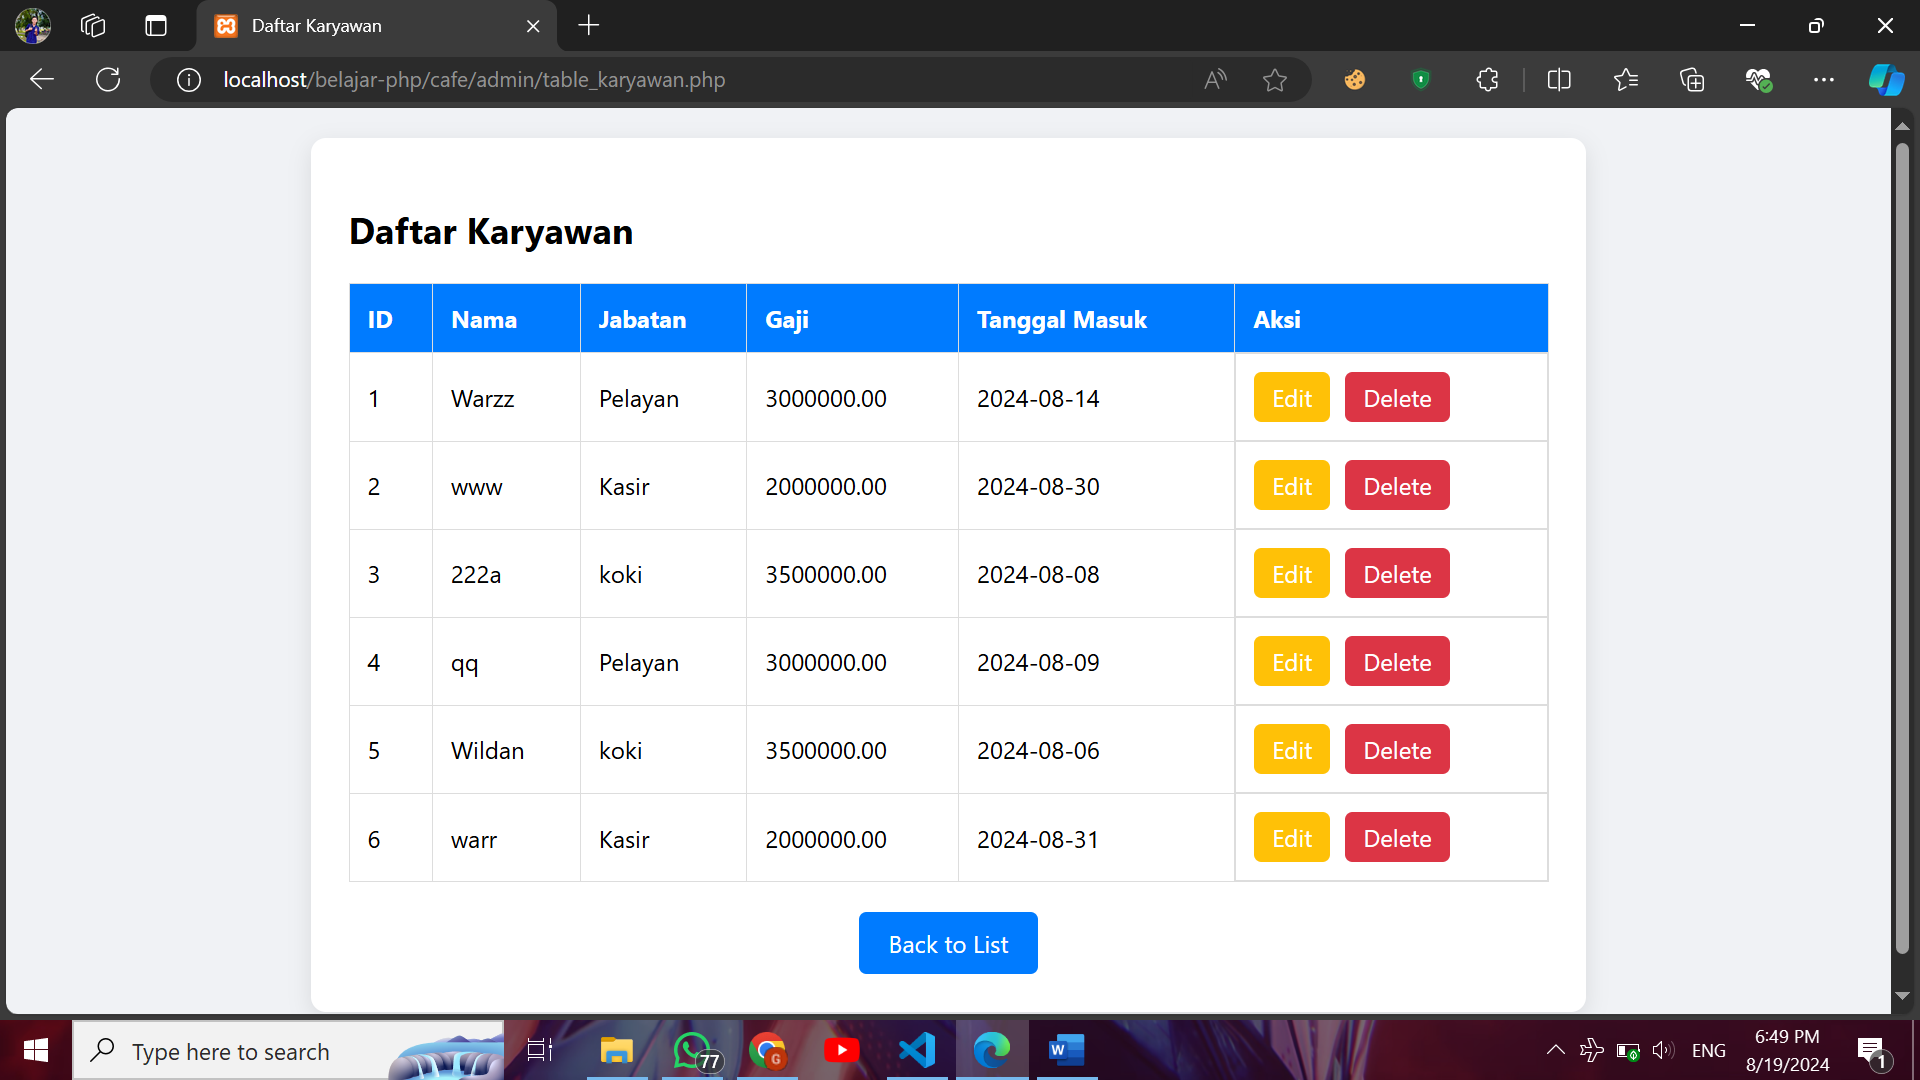 Daftar Karyawan
localhost/belajar-php/cafe/admin/table_karyawan.php
Daftar Karyawan
ID Nama Jabatan Gaji Tanggal Masuk Aksi
1 Warzz Pelayan 3000000.00 2024-08-14 Edit Delete
2 www Kasir 2000000.00 2024-08-30 Edit Delete
3 222a koki 3500000.00 2024-08-08 Edit Delete
4 qq Pelayan 3000000.00 2024-08-09 Edit Delete
5 Wildan koki 3500000.00 2024-08-06 Edit Delete
6 warr Kasir 2000000.00 2024-08-31 Edit Delete
Back to List
Type here to search
77
G
W
ENG
6:49 PM
8/19/2024
1